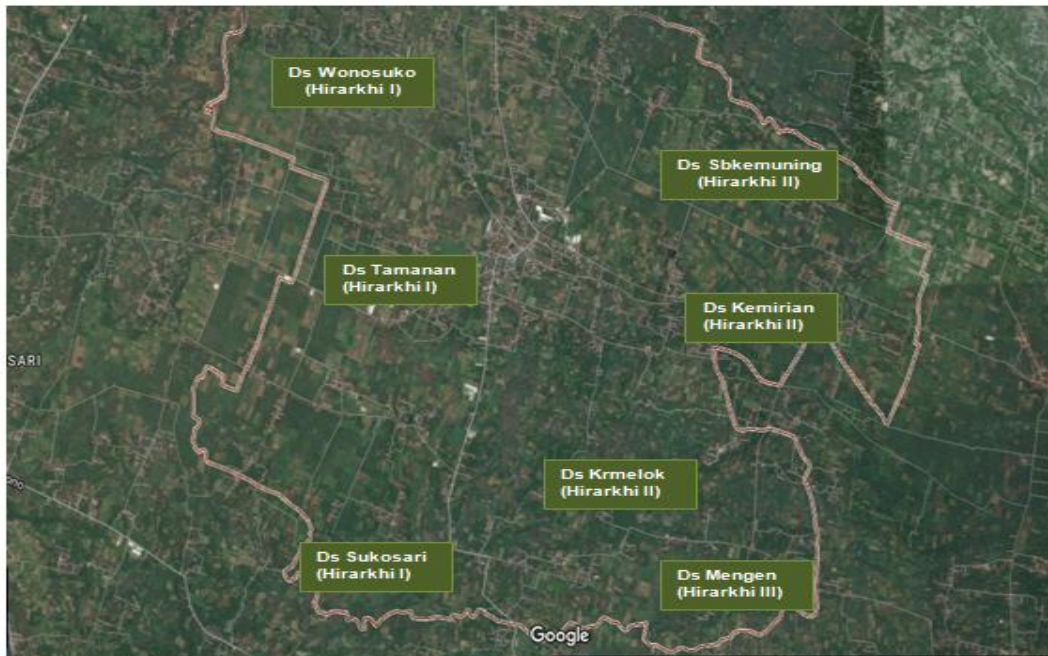 Ds Wonosuko
(Hirarkhi I)
Ds Sbkemuning
(Hirarkhi II)
Ds Tamanan
(Hirarkhi I)
Ds Kemirian
(Hirarkhi II)
SARI
Ds Krmelok
(Hirarkhi II)
ono
Ds Sukosari
(Hirarkhi I)
Ds Mengen
(Hirarkhi III)
Google